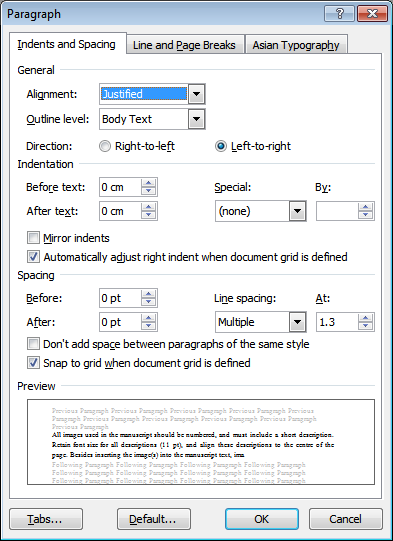 Paragraph
Indents and Spacing Line and Page Breaks Asian Typography
General
Alignment: Justified
Outline level: Body Text
Direction: Right-to-left Left-to-right
Indentation
Before text: 0 cm Special: By:
After text: 0 cm (none)
Mirror indents
Automatically adjust right indent when document grid is defined
Spacing
Before: 0 pt Line spacing: At:
After: 0 pt Multiple 1.3
Don't add space between paragraphs of the same style
Snap to grid when document grid is defined
Preview
Previous Paragraph Previous Paragraph Previous Paragraph Previous Paragraph Previous
Paragraph Previous Paragraph Previous Paragraph Previous Paragraph Previous Paragraph
Previous Paragraph
All images used in the manuscript should be numbered, and must include a short description.
Retain font size for all descriptions (11 pt), and align these descriptions to the centre of the
page. Besides inserting the image(s) into the manuscript text, ima
Following Paragraph Following Paragraph Following Paragraph Following Paragraph
Following Paragraph Following Paragraph Following Paragraph Following Paragraph
Following Paragraph Following Paragraph Following Paragraph Following Paragraph
Tabs... Default... OK Cancel